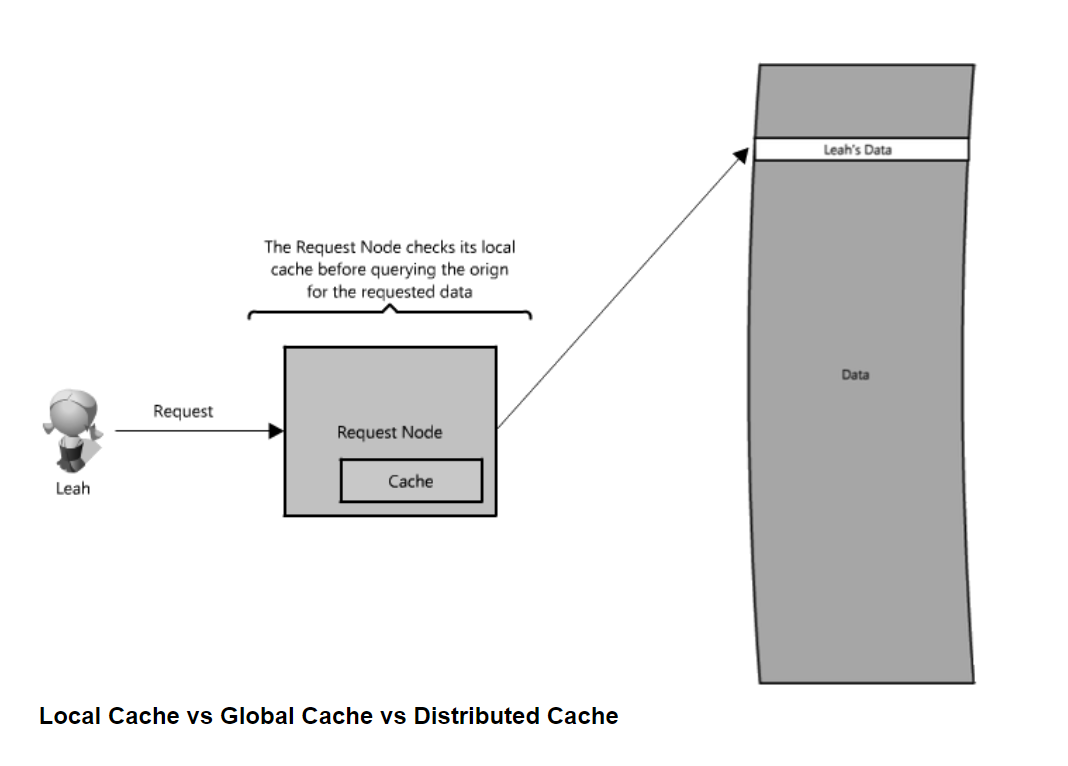 Leah's Data
The Request Node checks its local
cache before querying the orign
for the requested data
Data
Request
Request Node
Cache
Leah
Local Cache vs Global Cache vs Distributed Cache